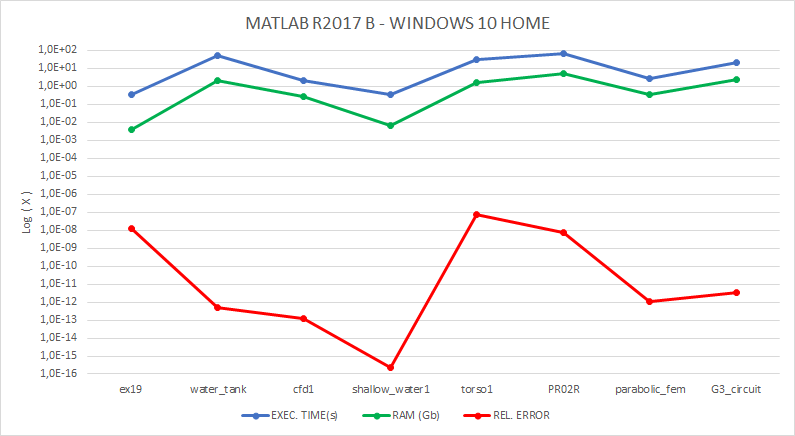 MATLAB R2017 B - WINDOWS 10 HOME
1,0E+02
1,0E+01
1,0E+00
1,0E-01
1,0E-02
1,0E-03
1,0E-04
1,0E-05
1,0E-06
1,0E-07
1,0E-08
1,0E-09
1,0E-10
1,0E-11
1,0E-12
1,0E-13
1,0E-14
1,0E-15
1,0E-16
Log ( X )
ex19 water_tank cfd1 shallow_water1 torso1 PR02R parabolic_fem G3_circuit
EXEC. TIME(s) RAM (Gb) REL. ERROR